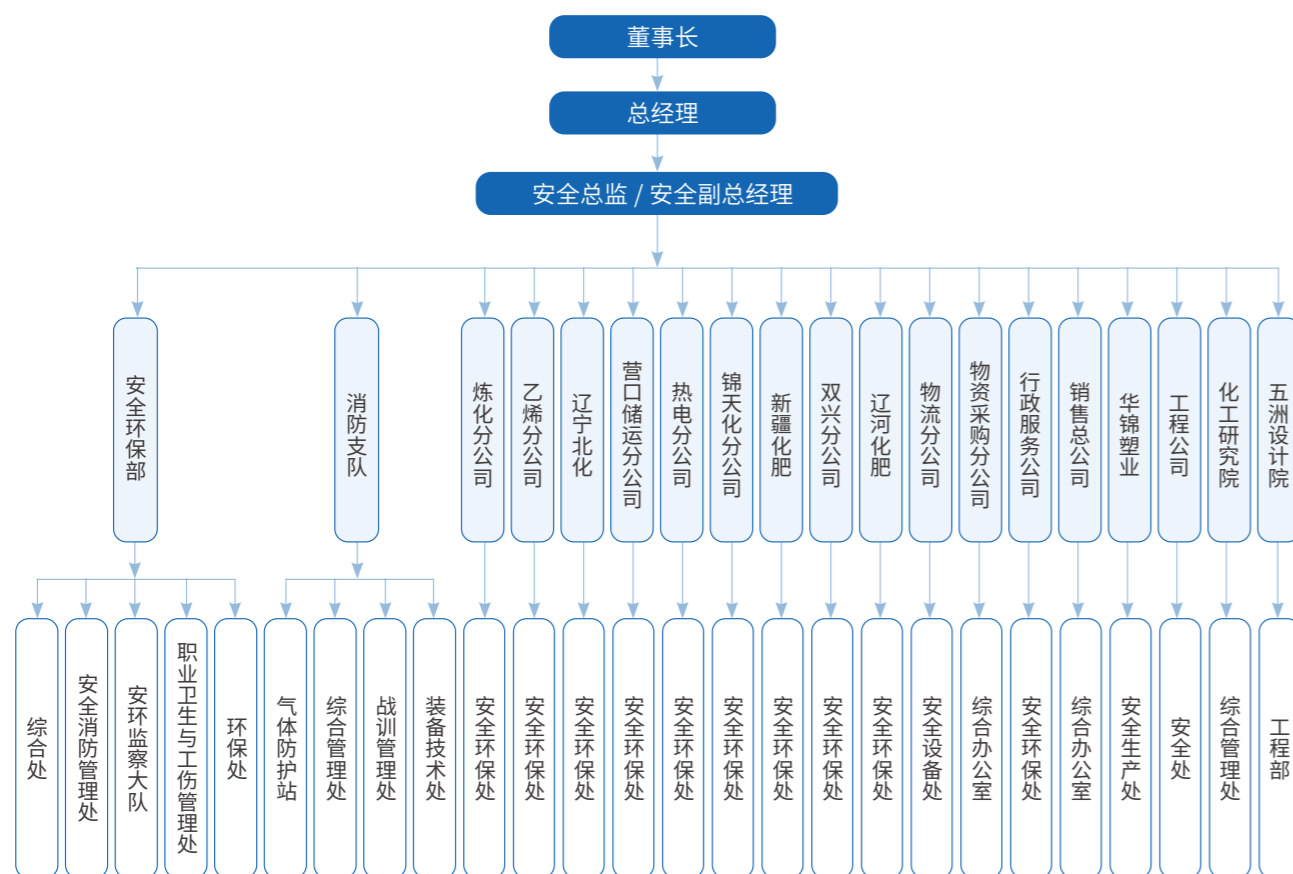 董事长
总经理
安全总监 / 安全副总经理
安全环保部
消防支队
炼化分公司
乙烯分公司
辽宁北化
营口储运分公司
热电分公司
锦天化分公司
新疆化肥
双兴分公司
辽河化肥
物流分公司
物资采购分公司
行政服务公司
销售总公司
华锦塑业
工程公司
化工研究院
五洲设计院
综合处
安全消防管理处
安环监察大队
职业卫生与工伤管理处
环保处
气体防护站
综合管理处
战训管理处
装备技术处
安全环保处
安全环保处
安全环保处
安全环保处
安全环保处
安全环保处
安全环保处
安全环保处
安全环保处
安全设备处
综合办公室
安全环保处
综合办公室
安全生产处
安全处
综合管理处
工程部